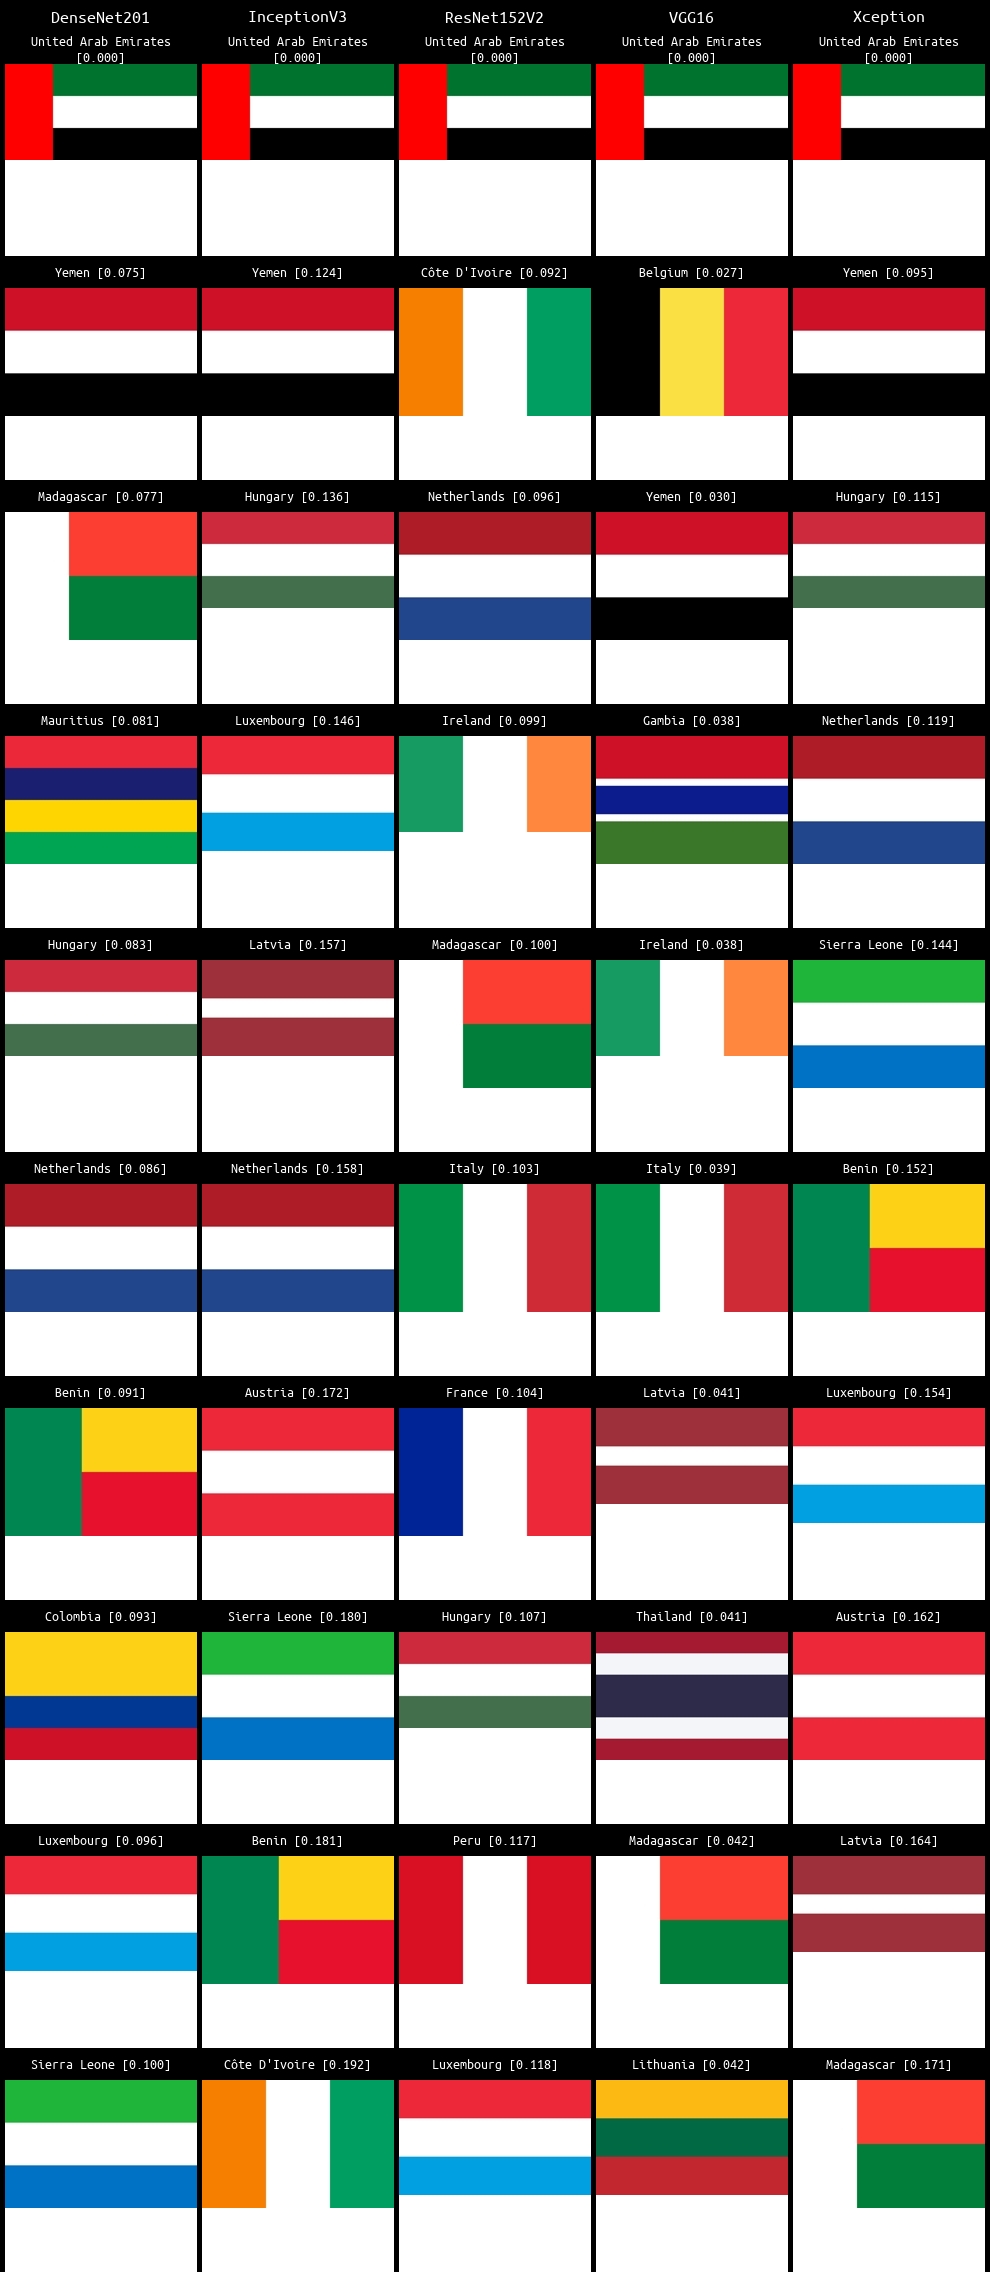 DenseNet201 InceptionV3 ResNet152V2 VGG16 Xception
United Arab Emirates United Arab Emirates United Arab Emirates United Arab Emirates United Arab Emirates
[0.000] [0.000] [0.000] [0.000] [0.000]
Yemen [0.075] Yemen [0.124] Côte D'Ivoire [0.092] Belgium [0.027] Yemen [0.095]
Madagascar [0.077] Hungary [0.136] Netherlands [0.096] Yemen [0.030] Hungary [0.115]
Mauritius [0.081] Luxembourg [0.146] Ireland [0.099] Gambia [0.038] Netherlands [0.119]
Hungary [0.083] Latvia [0.157] Madagascar [0.100] Ireland [0.038] Sierra Leone [0.144]
Netherlands [0.086] Netherlands [0.158] Italy [0.103] Italy [0.039] Benin [0.152]
Benin [0.091] Austria [0.172] France [0.104] Latvia [0.041] Luxembourg [0.154]
Colombia [0.093] Sierra Leone [0.180] Hungary [0.107] Thailand [0.041] Austria [0.162]
Luxembourg [0.096] Benin [0.181] Peru [0.117] Madagascar [0.042] Latvia [0.164]
Sierra Leone [0.100] Côte D'Ivoire [0.192] Luxembourg [0.118] Lithuania [0.042] Madagascar [0.171]